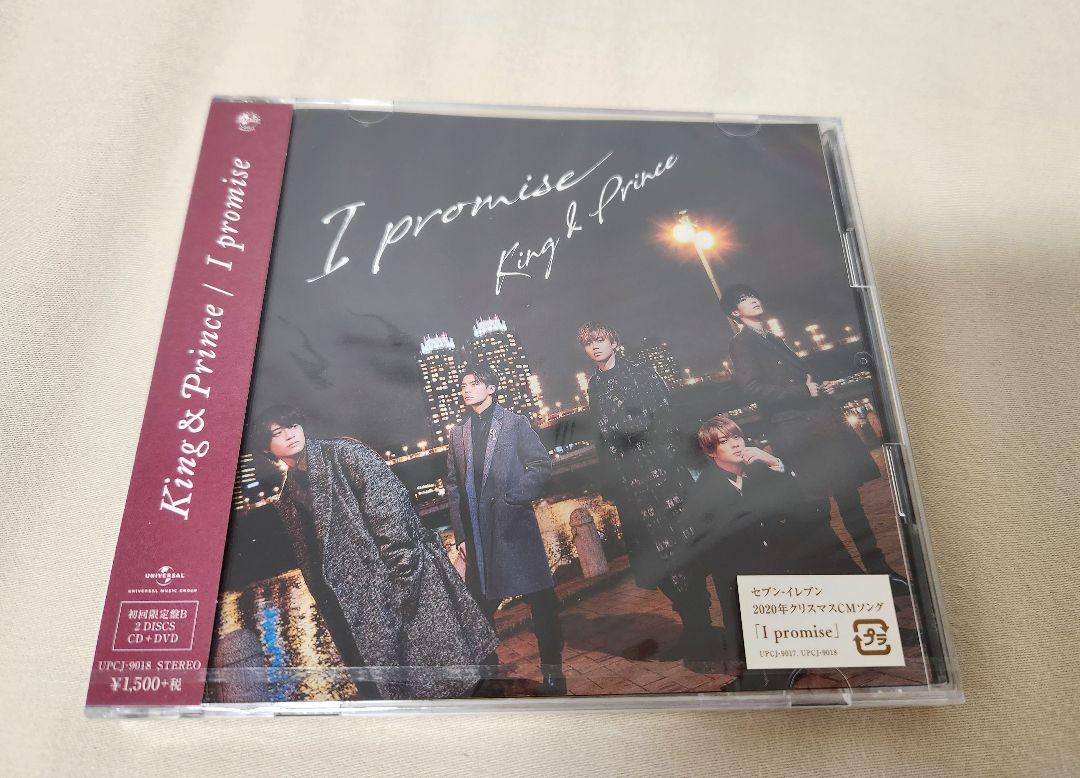 King & Prince / I promise
UNIVERSAL
UNIVERSAL MUSIC GROUP
初回限定盤B
2 DISCS
CD+DVD
UPCJ-9018 STEREO
¥1,500+税
I promise
King & Prince
セブン-イレブン
2020年クリスマスCMソング
「I promise」
UPCJ-9017, UPCJ-9018
プラ